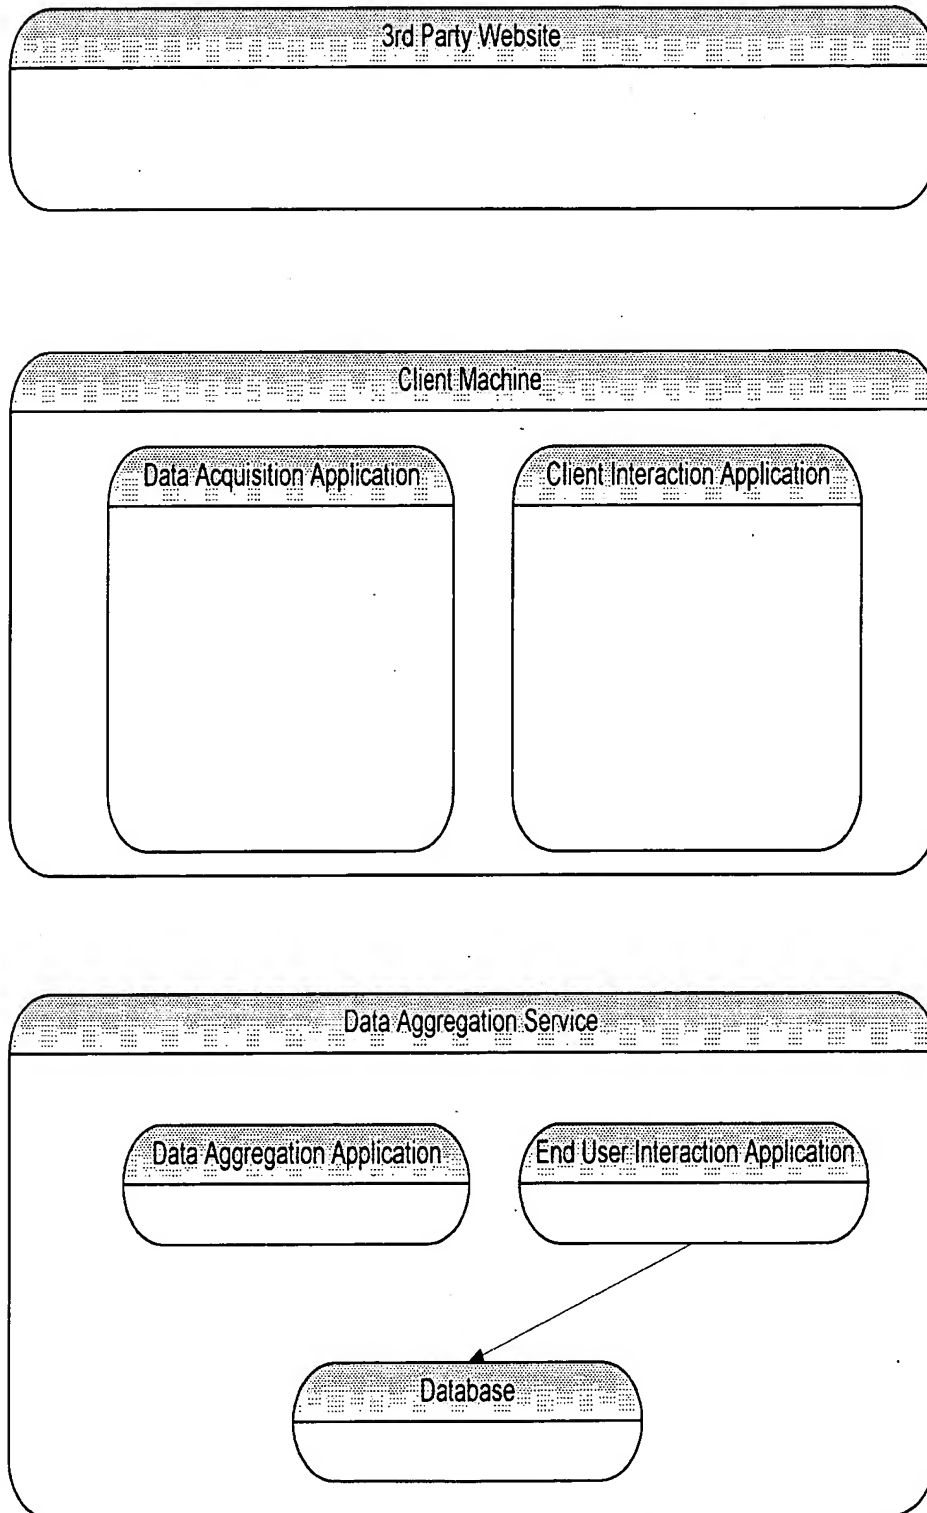 3rd Party Website
Client Machine
Data Acquisition Application
Client Interaction Application
Data Aggregation Service
Data Aggregation Application
End User Interaction Application
Database